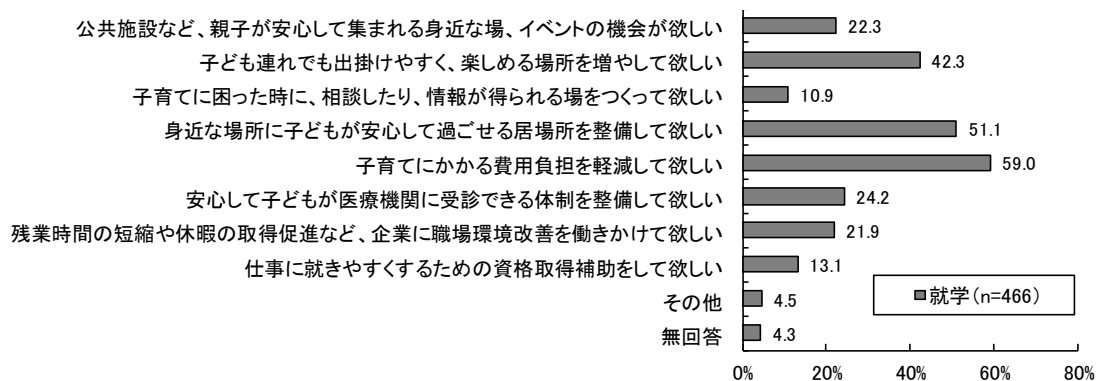 公共施設など、親子が安心して集まれる身近な場、イベントの機会が欲しい 22.3
子ども連れでも出掛けやすく、楽しめる場所を増やして欲しい 42.3
子育てに困った時に、相談したり、情報が得られる場をつくって欲しい 10.9
身近な場所に子どもが安心して過ごせる居場所を整備して欲しい 51.1
子育てにかかる費用負担を軽減して欲しい 59.0
安心して子どもが医療機関に受診できる体制を整備して欲しい 24.2
残業時間の短縮や休暇の取得促進など、企業に職場環境改善を働きかけて欲しい 21.9
仕事に就きやすくするための資格取得補助をして欲しい 13.1
その他 4.5
就学(n=466)
無回答 4.3
0% 20% 40% 60% 80%